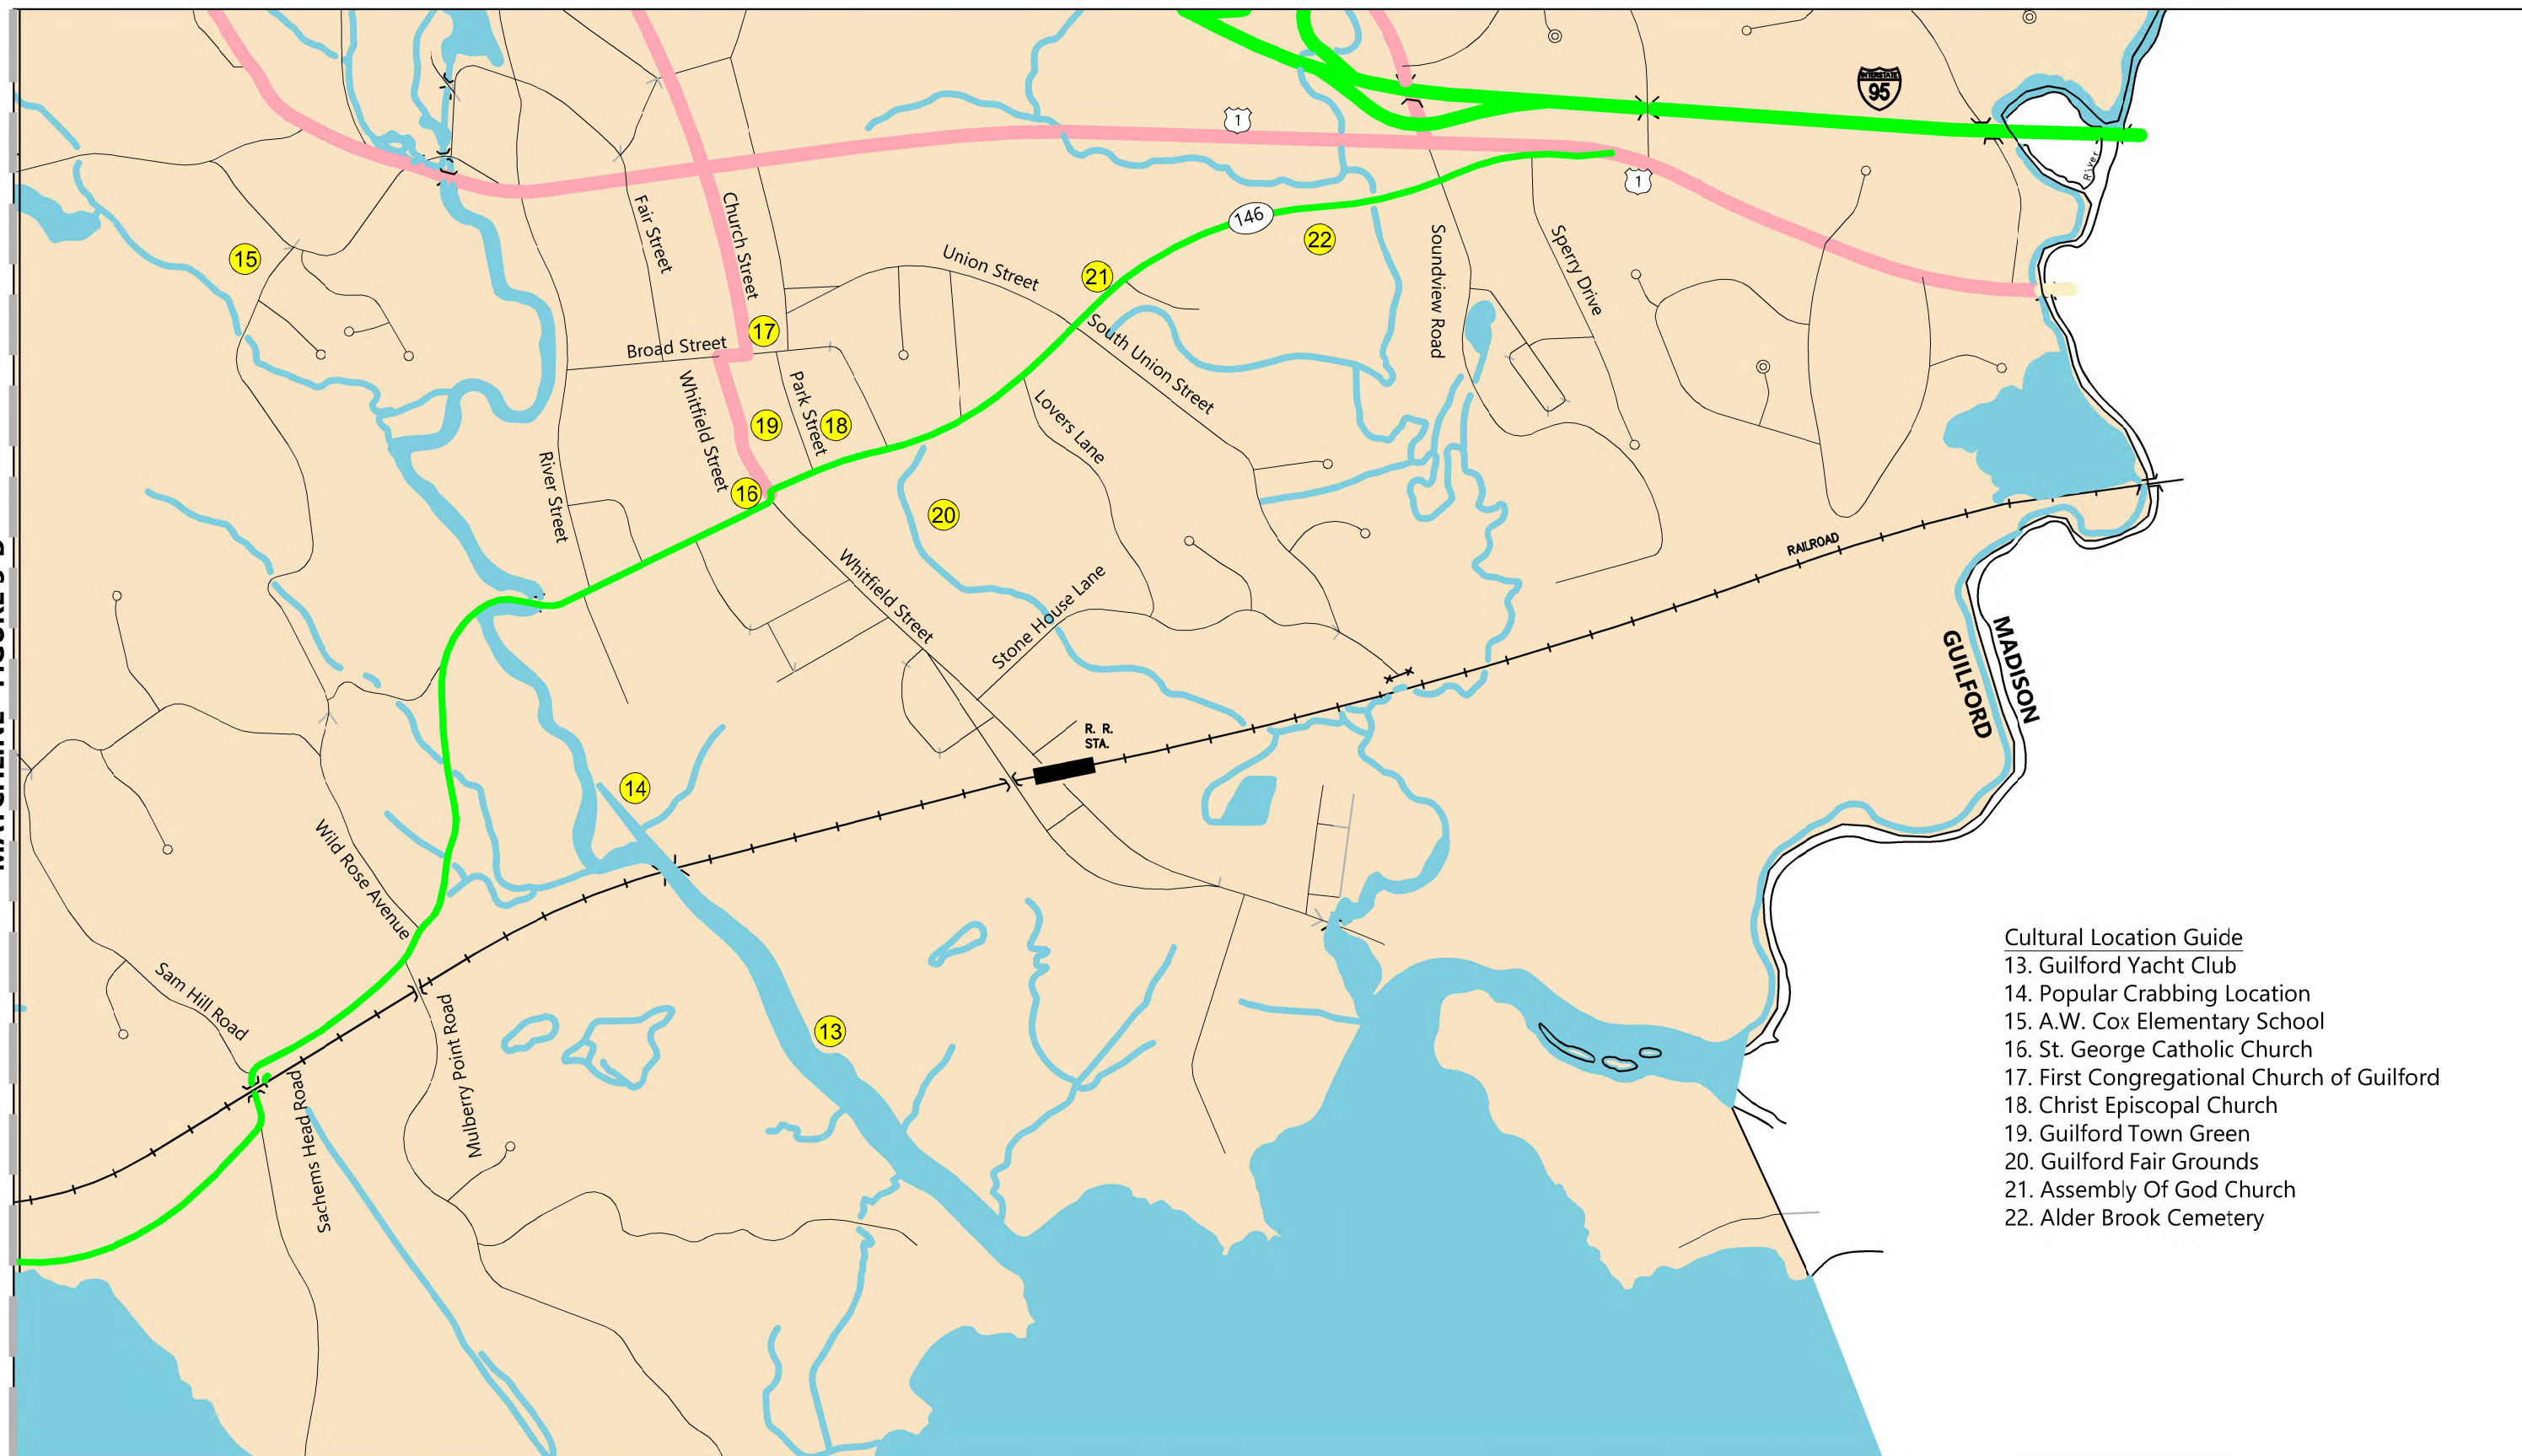 INTERSTATE
95
1
1
River
146
Fair Street
Church Street
Union Street
Soundview Road
Sperry Drive
15
22
21
17
Broad Street
South Union Street
Whitfield Street
Park Street
19
18
Lovers Lane
River Street
16
20
RAILROAD
Whitfield Street
Stone House Lane
GUILFORD
MADISON
R. R.
STA.
14
Wild Rose Avenue
Sam Hill Road
Mulberry Point Road
13
Sachems Head Road
Cultural Location Guide
13. Guilford Yacht Club
14. Popular Crabbing Location
15. A.W. Cox Elementary School
16. St. George Catholic Church
17. First Congregational Church of Guilford
18. Christ Episcopal Church
19. Guilford Town Green
20. Guilford Fair Grounds
21. Assembly Of God Church
22. Alder Brook Cemetery